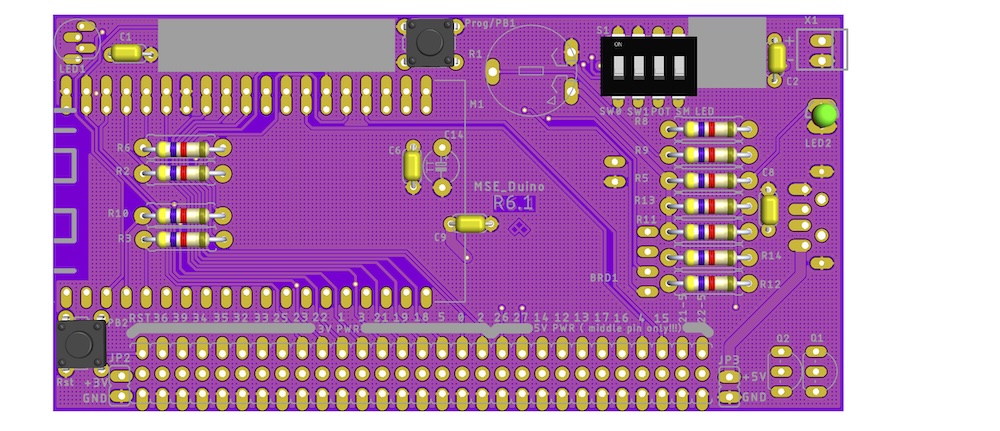 Prog/PB1
S1
X1
C1
R1
ON
+
LED1
C2
-
M1
SW0 SW1 POT SM LED
R8
C14
LED2
R6
C6
R9
R2
R5
C8
MSE_Duino
R13
R6.1
R10
R11
R3
C9
R14
BRD1
R12
PB2
RST 36 39 34 35 32 33 25 23 22 1 3 21 19 18 5 0 2 26 27 14 12 13 17 16 4 15
3V PWR
5V PWR ( middle pin only!!!)
JP2
JP3
Q2
Q1
Rst
+3V
+5V
GND
GND